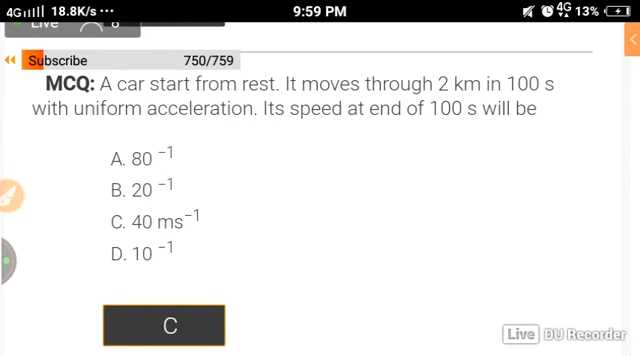 4G 18.8K/s ··· 9:59 PM 4G 13%
Live 8
Subscribe 750/759
MCQ: A car start from rest. It moves through 2 km in 100 s
with uniform acceleration. Its speed at end of 100 s will be
A. 80 ⁻¹
B. 20 ⁻¹
C. 40 ms⁻¹
D. 10 ⁻¹
C
Live DU Recorder